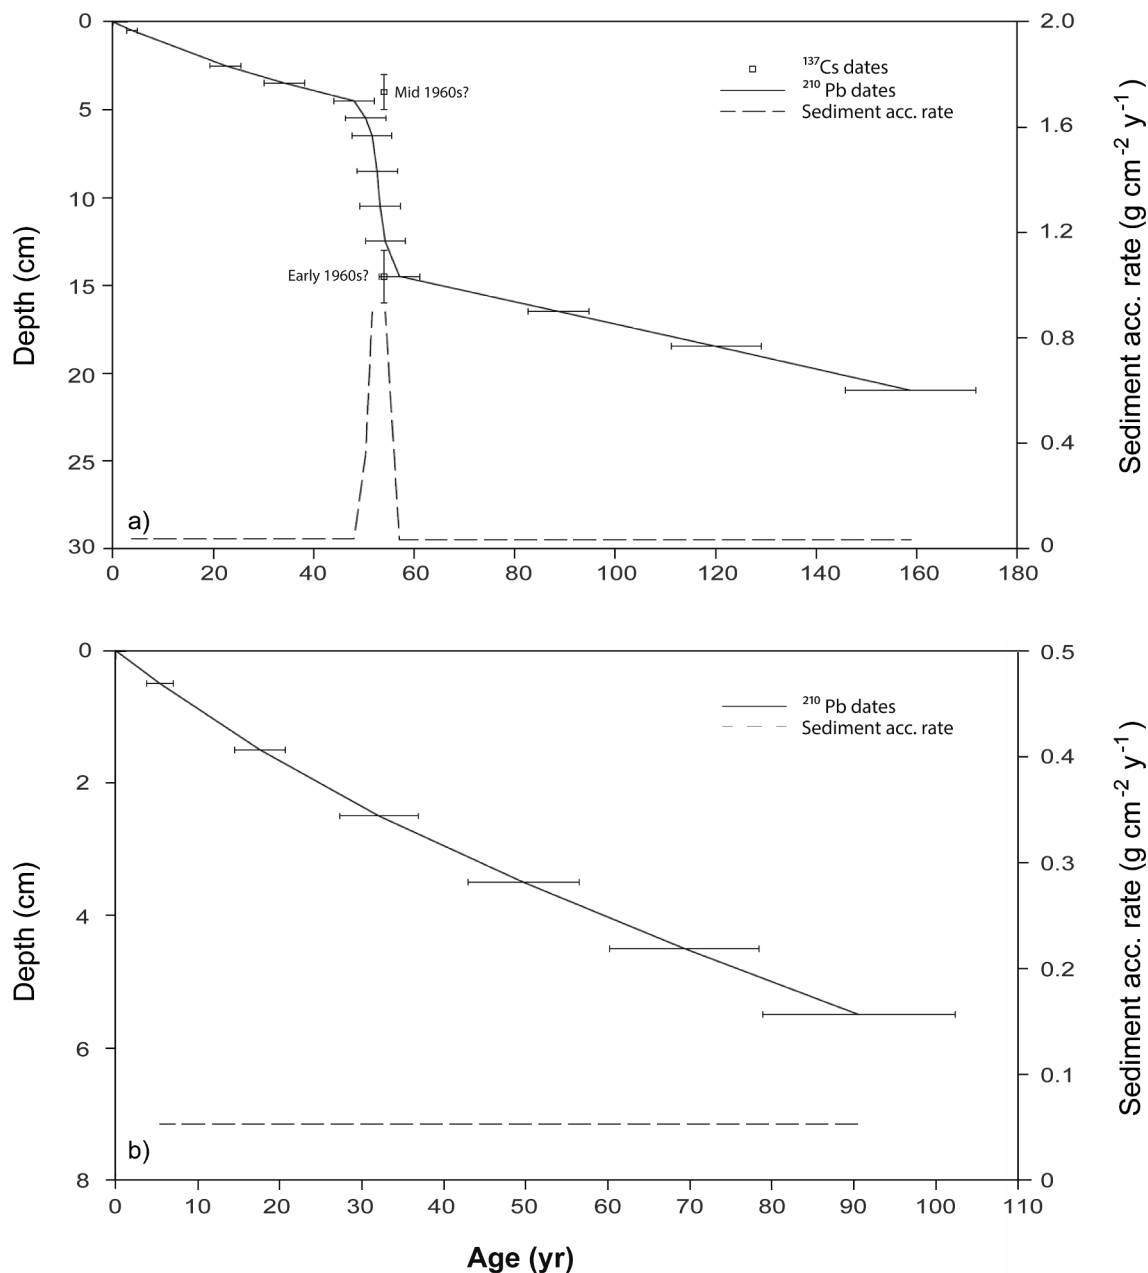 0
5
10
15
20
25
30
Depth (cm)
2.0
1.6
1.2
0.8
0.4
0
Sediment acc. rate (g cm⁻² y⁻¹)
¹³⁷Cs dates
²¹⁰ Pb dates
Sediment acc. rate
Mid 1960s?
Early 1960s?
a)
0 20 40 60 80 100 120 140 160 180
0
2
4
6
8
Depth (cm)
0.5
0.4
0.3
0.2
0.1
0
Sediment acc. rate (g cm⁻² y⁻¹)
²¹⁰ Pb dates
Sediment acc. rate
b)
0 10 20 30 40 50 60 70 80 90 100 110
Age (yr)